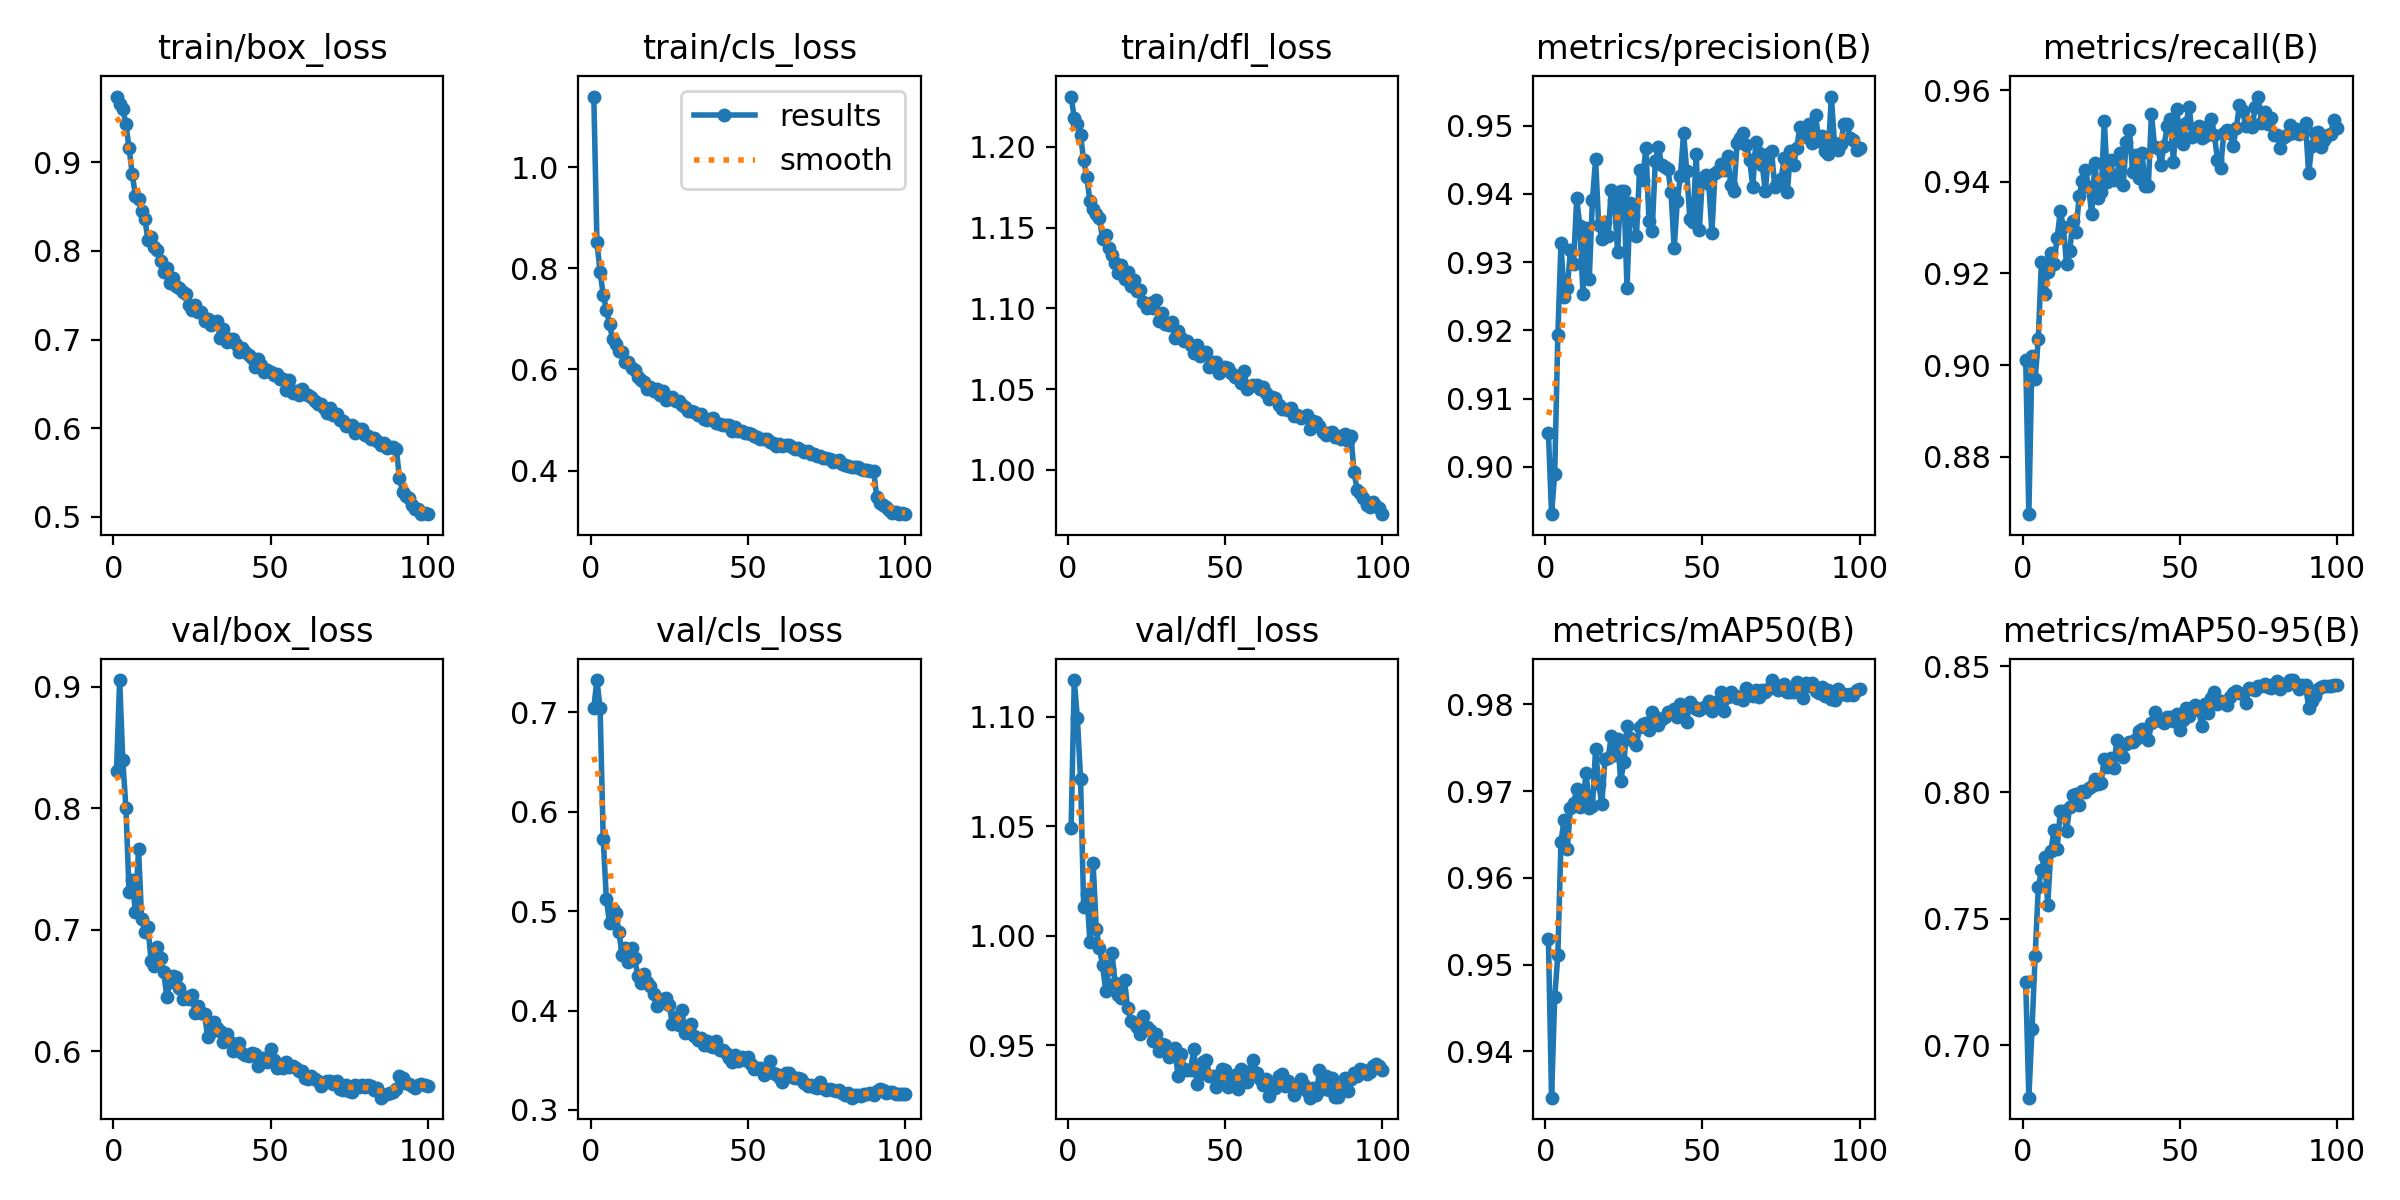 train/box_loss
0.9
0.8
0.7
0.6
0.5
0 50 100
train/cls_loss
results
smooth
1.0
0.8
0.6
0.4
0 50 100
train/dfl_loss
1.20
1.15
1.10
1.05
1.00
0 50 100
metrics/precision(B)
0.95
0.94
0.93
0.92
0.91
0.90
0 50 100
metrics/recall(B)
0.96
0.94
0.92
0.90
0.88
0 50 100
val/box_loss
0.9
0.8
0.7
0.6
0 50 100
val/cls_loss
0.7
0.6
0.5
0.4
0.3
0 50 100
val/dfl_loss
1.10
1.05
1.00
0.95
0 50 100
metrics/mAP50(B)
0.98
0.97
0.96
0.95
0.94
0 50 100
metrics/mAP50-95(B)
0.85
0.80
0.75
0.70
0 50 100